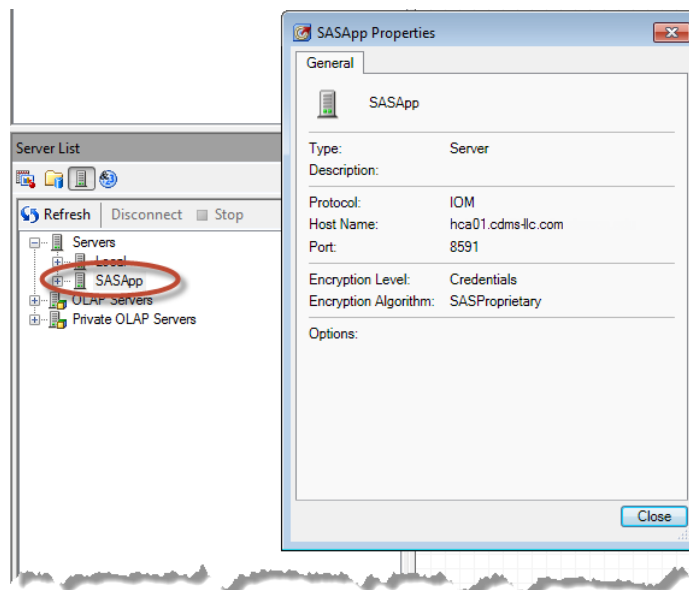 Server List
Refresh Disconnect Stop
Servers
Local
SASApp
OLAP Servers
Private OLAP Servers
SASApp Properties
General
SASApp
Type: Server
Description:
Protocol: IOM
Host Name: hca01.cdms-llc.com
Port: 8591
Encryption Level: Credentials
Encryption Algorithm: SASProprietary
Options:
Close